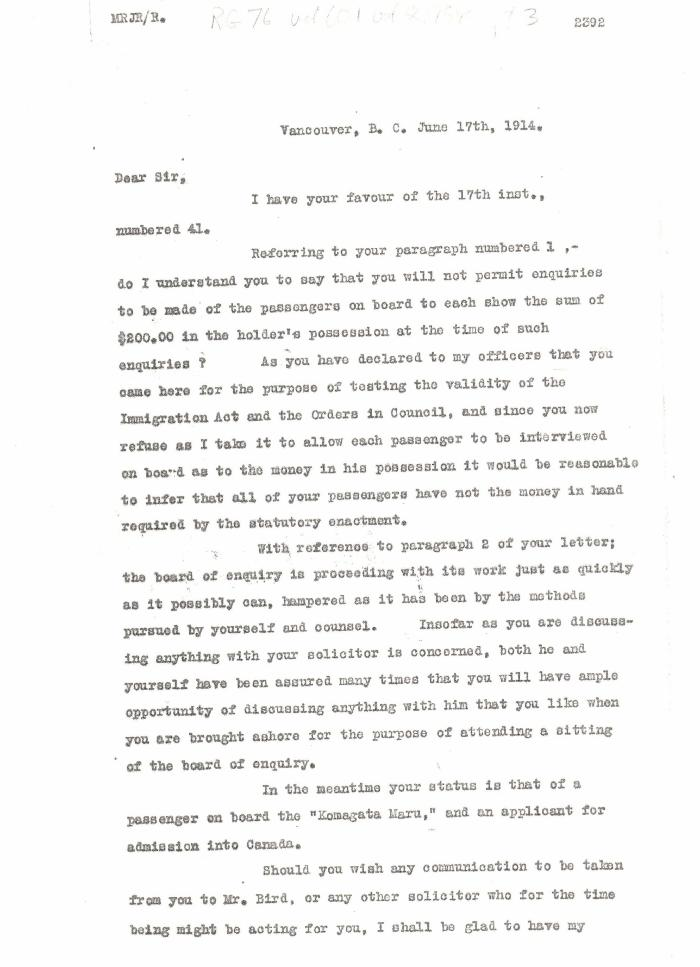 MRJR/R.
RG 76
3
2392
Vancouver, B. C. June 17th, 1914.
Dear Sir,
I have your favour of the 17th inst.,
numbered 41.
Referring to your paragraph numbered 1 ,-
do I understand you to say that you will not permit enquiries
to be made of the passengers on board to each show the sum of
$200.00 in the holder's possession at the time of such
enquiries ? As you have declared to my officers that you
came here for the purpose of testing the validity of the
Immigration Act and the Orders in Council, and since you now
refuse as I take it to allow each passenger to be interviewed
on board as to the money in his possession it would be reasonable
to infer that all of your passengers have not the money in hand
required by the statutory enactment.
With reference to paragraph 2 of your letter;
the board of enquiry is proceeding with its work just as quickly
as it possibly can, hampered as it has been by the methods
pursued by yourself and counsel. Insofar as you are discuss-
ing anything with your solicitor is concerned, both he and
yourself have been assured many times that you will have ample
opportunity of discussing anything with him that you like when
you are brought ashore for the purpose of attending a sitting
of the board of enquiry.
In the meantime your status is that of a
passenger on board the "Komagata Maru," and an applicant for
admission into Canada.
Should you wish any communication to be taken
from you to Mr. Bird, or any other solicitor who for the time
being might be acting for you, I shall be glad to have my